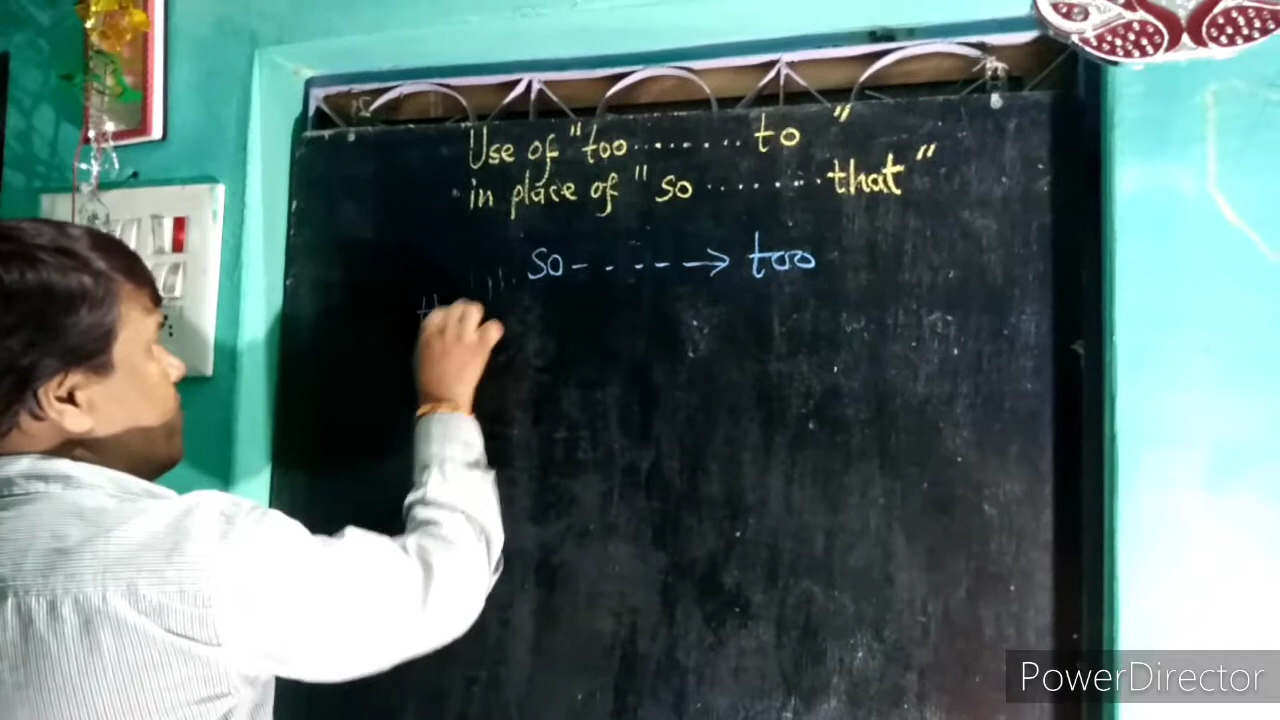 Use of "too........to"
in place of "so.......that"
so- - - - -→ too
PowerDirector